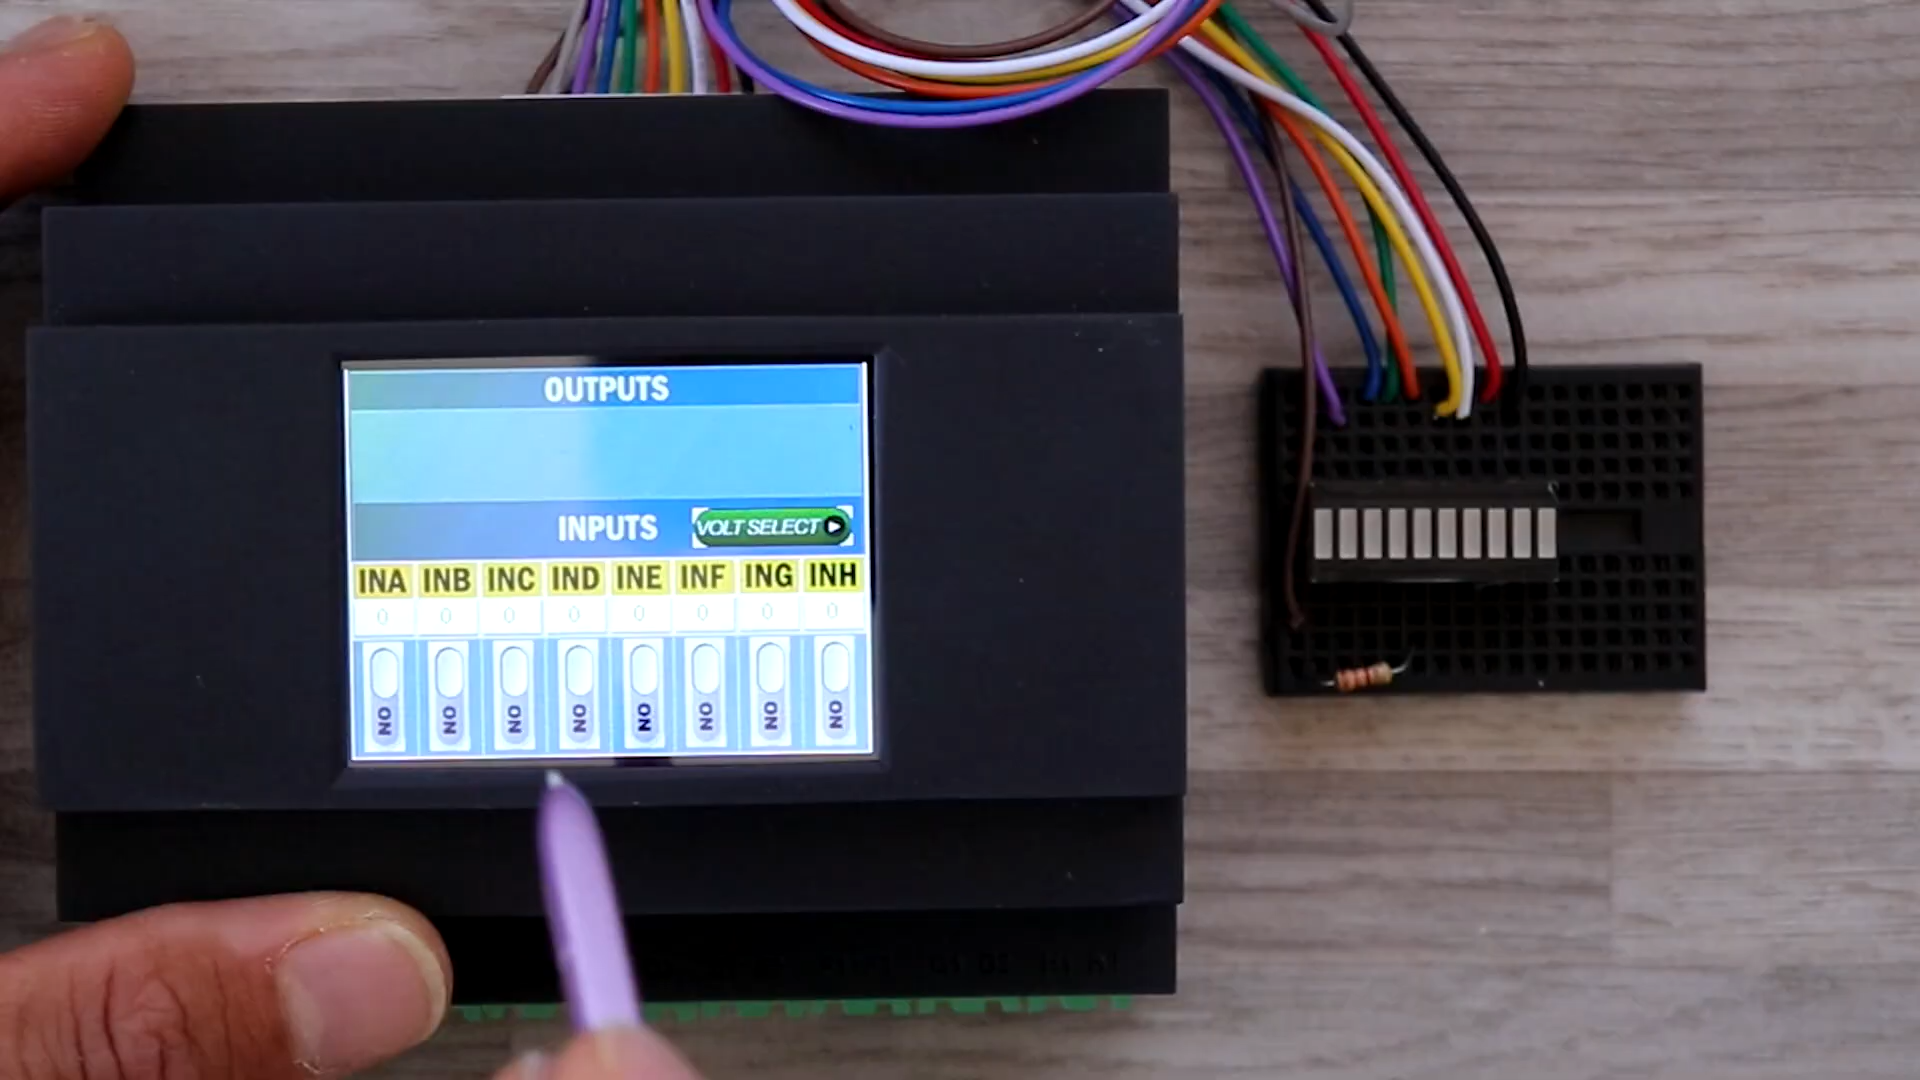 OUTPUTS
INPUTS VOLT SELECT
INA INB INC IND INE INF ING INH
0 0 0 0 0 0 0 0
ON ON ON ON ON ON ON ON